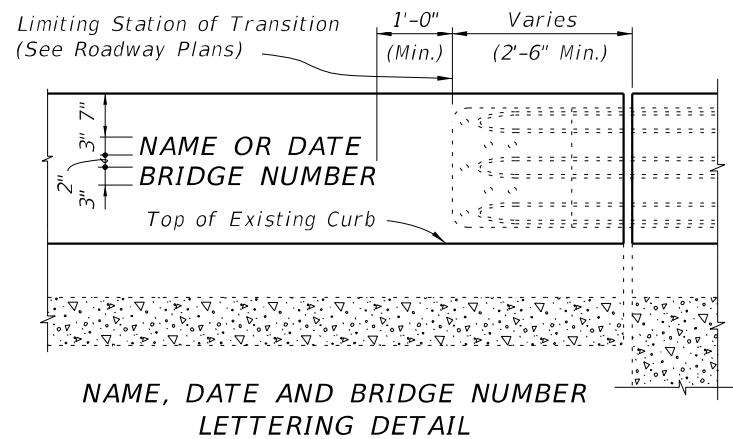 Limiting Station of Transition
(See Roadway Plans)
1'-0"
(Min.)
Varies
(2'-6" Min.)
7"
3"
2"
3"
NAME OR DATE
BRIDGE NUMBER
Top of Existing Curb
NAME, DATE AND BRIDGE NUMBER
LETTERING DETAIL